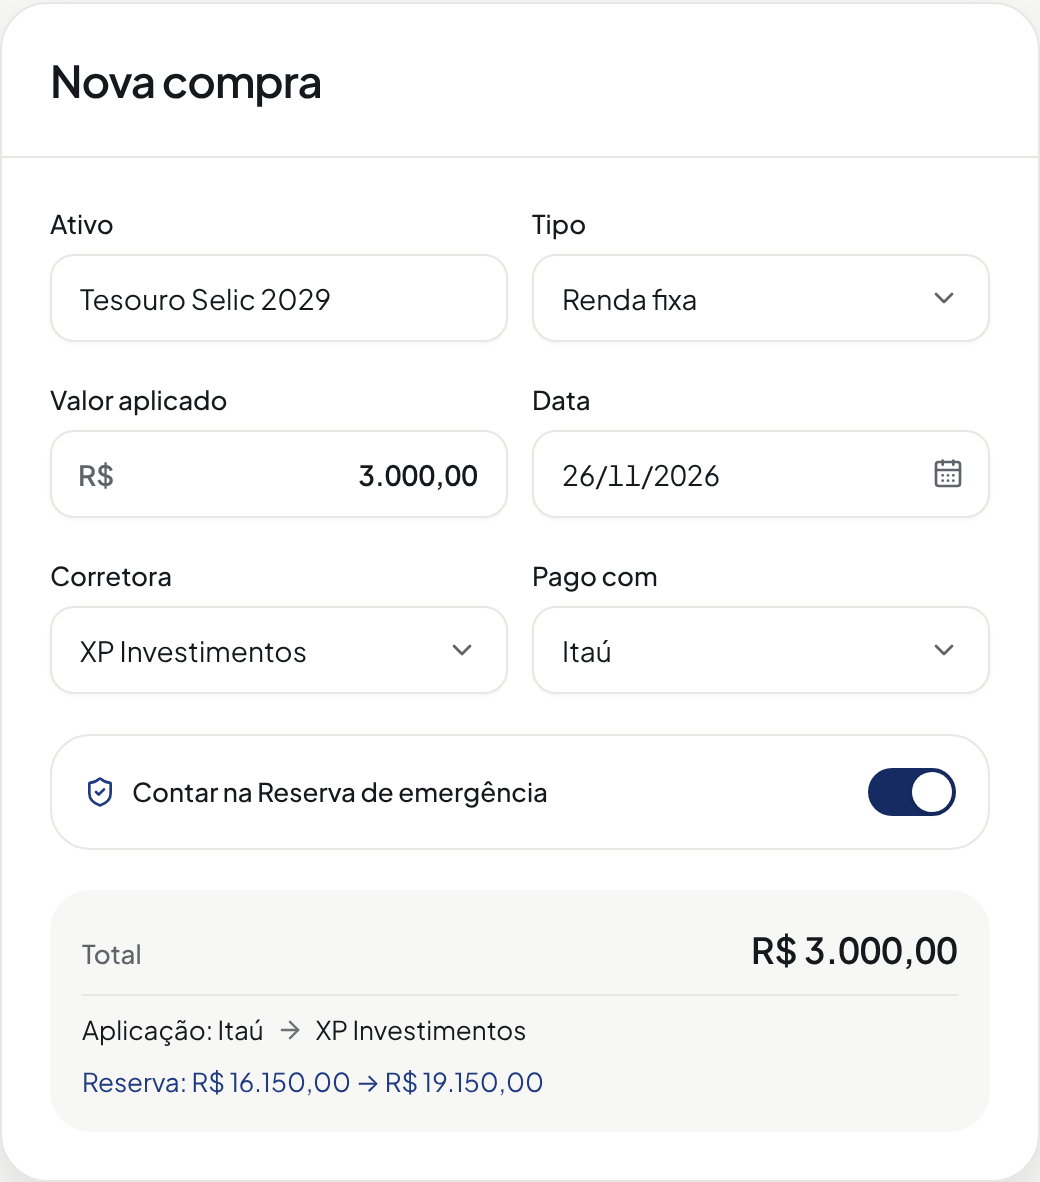 Nova compra
Ativo
Tipo
Tesouro Selic 2029
Renda fixa
Valor aplicado
Data
R$ 3.000,00
26/11/2026
Corretora
Pago com
XP Investimentos
Itaú
Contar na Reserva de emergência
Total R$ 3.000,00
Aplicação: Itaú → XP Investimentos
Reserva: R$ 16.150,00 → R$ 19.150,00